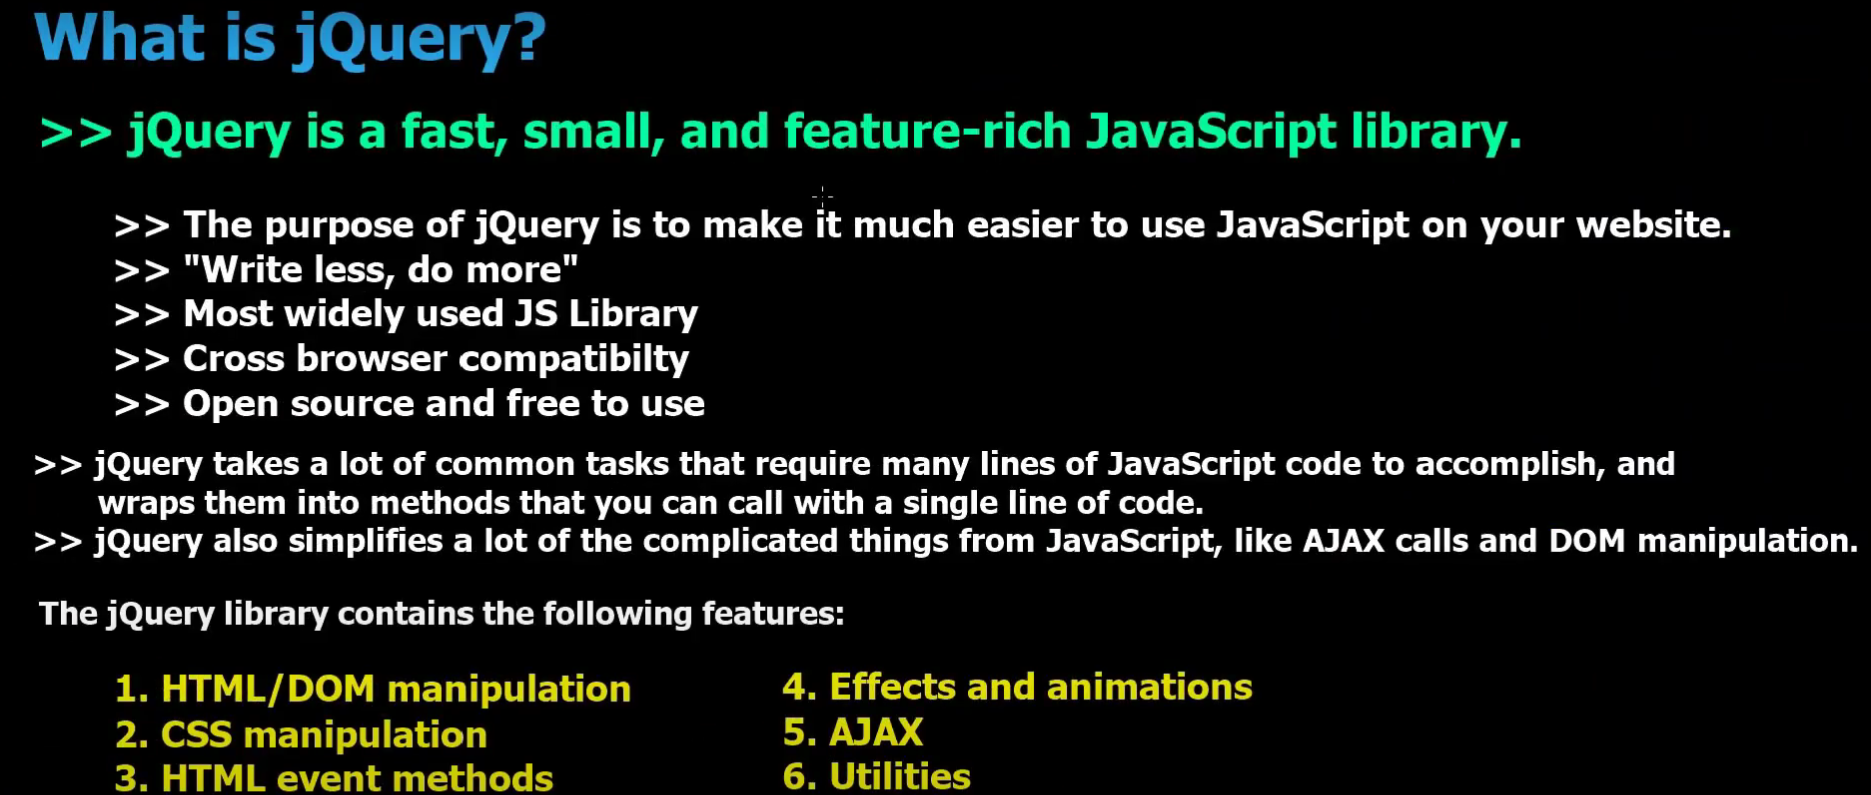 What is jQuery?
>> jQuery is a fast, small, and feature-rich JavaScript library.
>> The purpose of jQuery is to make it much easier to use JavaScript on your website.
>> "Write less, do more"
>> Most widely used JS Library
>> Cross browser compatibilty
>> Open source and free to use
>> jQuery takes a lot of common tasks that require many lines of JavaScript code to accomplish, and
wraps them into methods that you can call with a single line of code.
>> jQuery also simplifies a lot of the complicated things from JavaScript, like AJAX calls and DOM manipulation.
The jQuery library contains the following features:
1. HTML/DOM manipulation
2. CSS manipulation
3. HTML event methods
4. Effects and animations
5. AJAX
6. Utilities